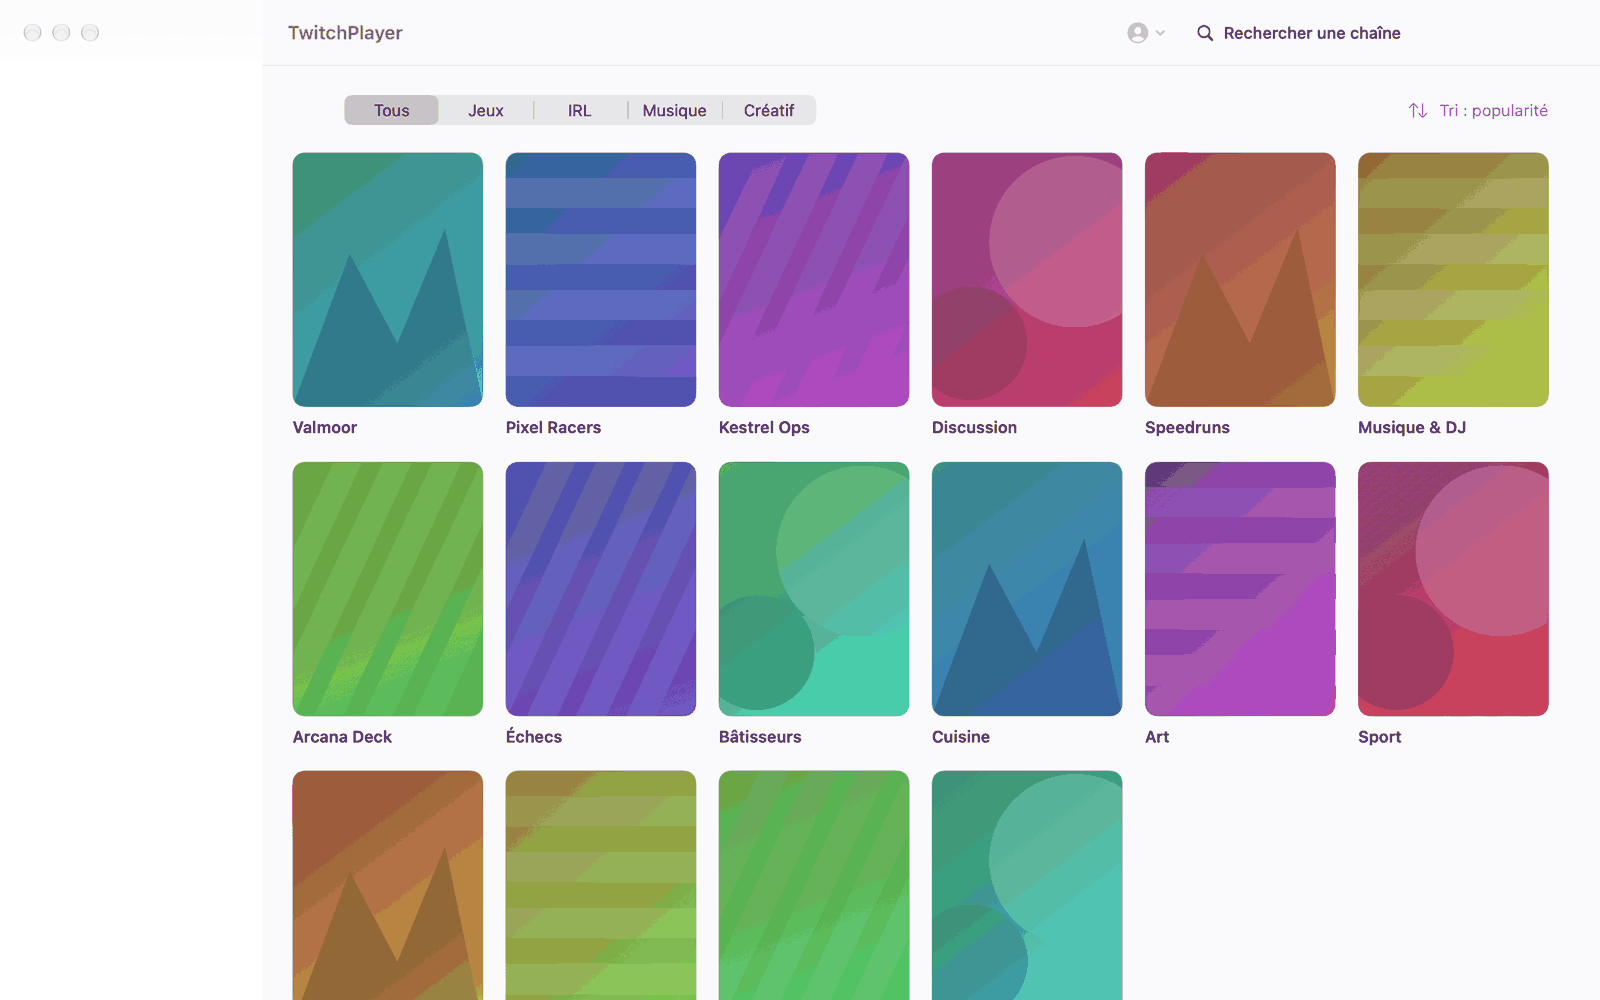 TwitchPlayer
Rechercher une chaîne
Tous
Jeux
IRL
Musique
Créatif
Tri : popularité
Valmoor
Pixel Racers
Kestrel Ops
Discussion
Speedruns
Musique & DJ
Arcana Deck
Échecs
Bâtisseurs
Cuisine
Art
Sport